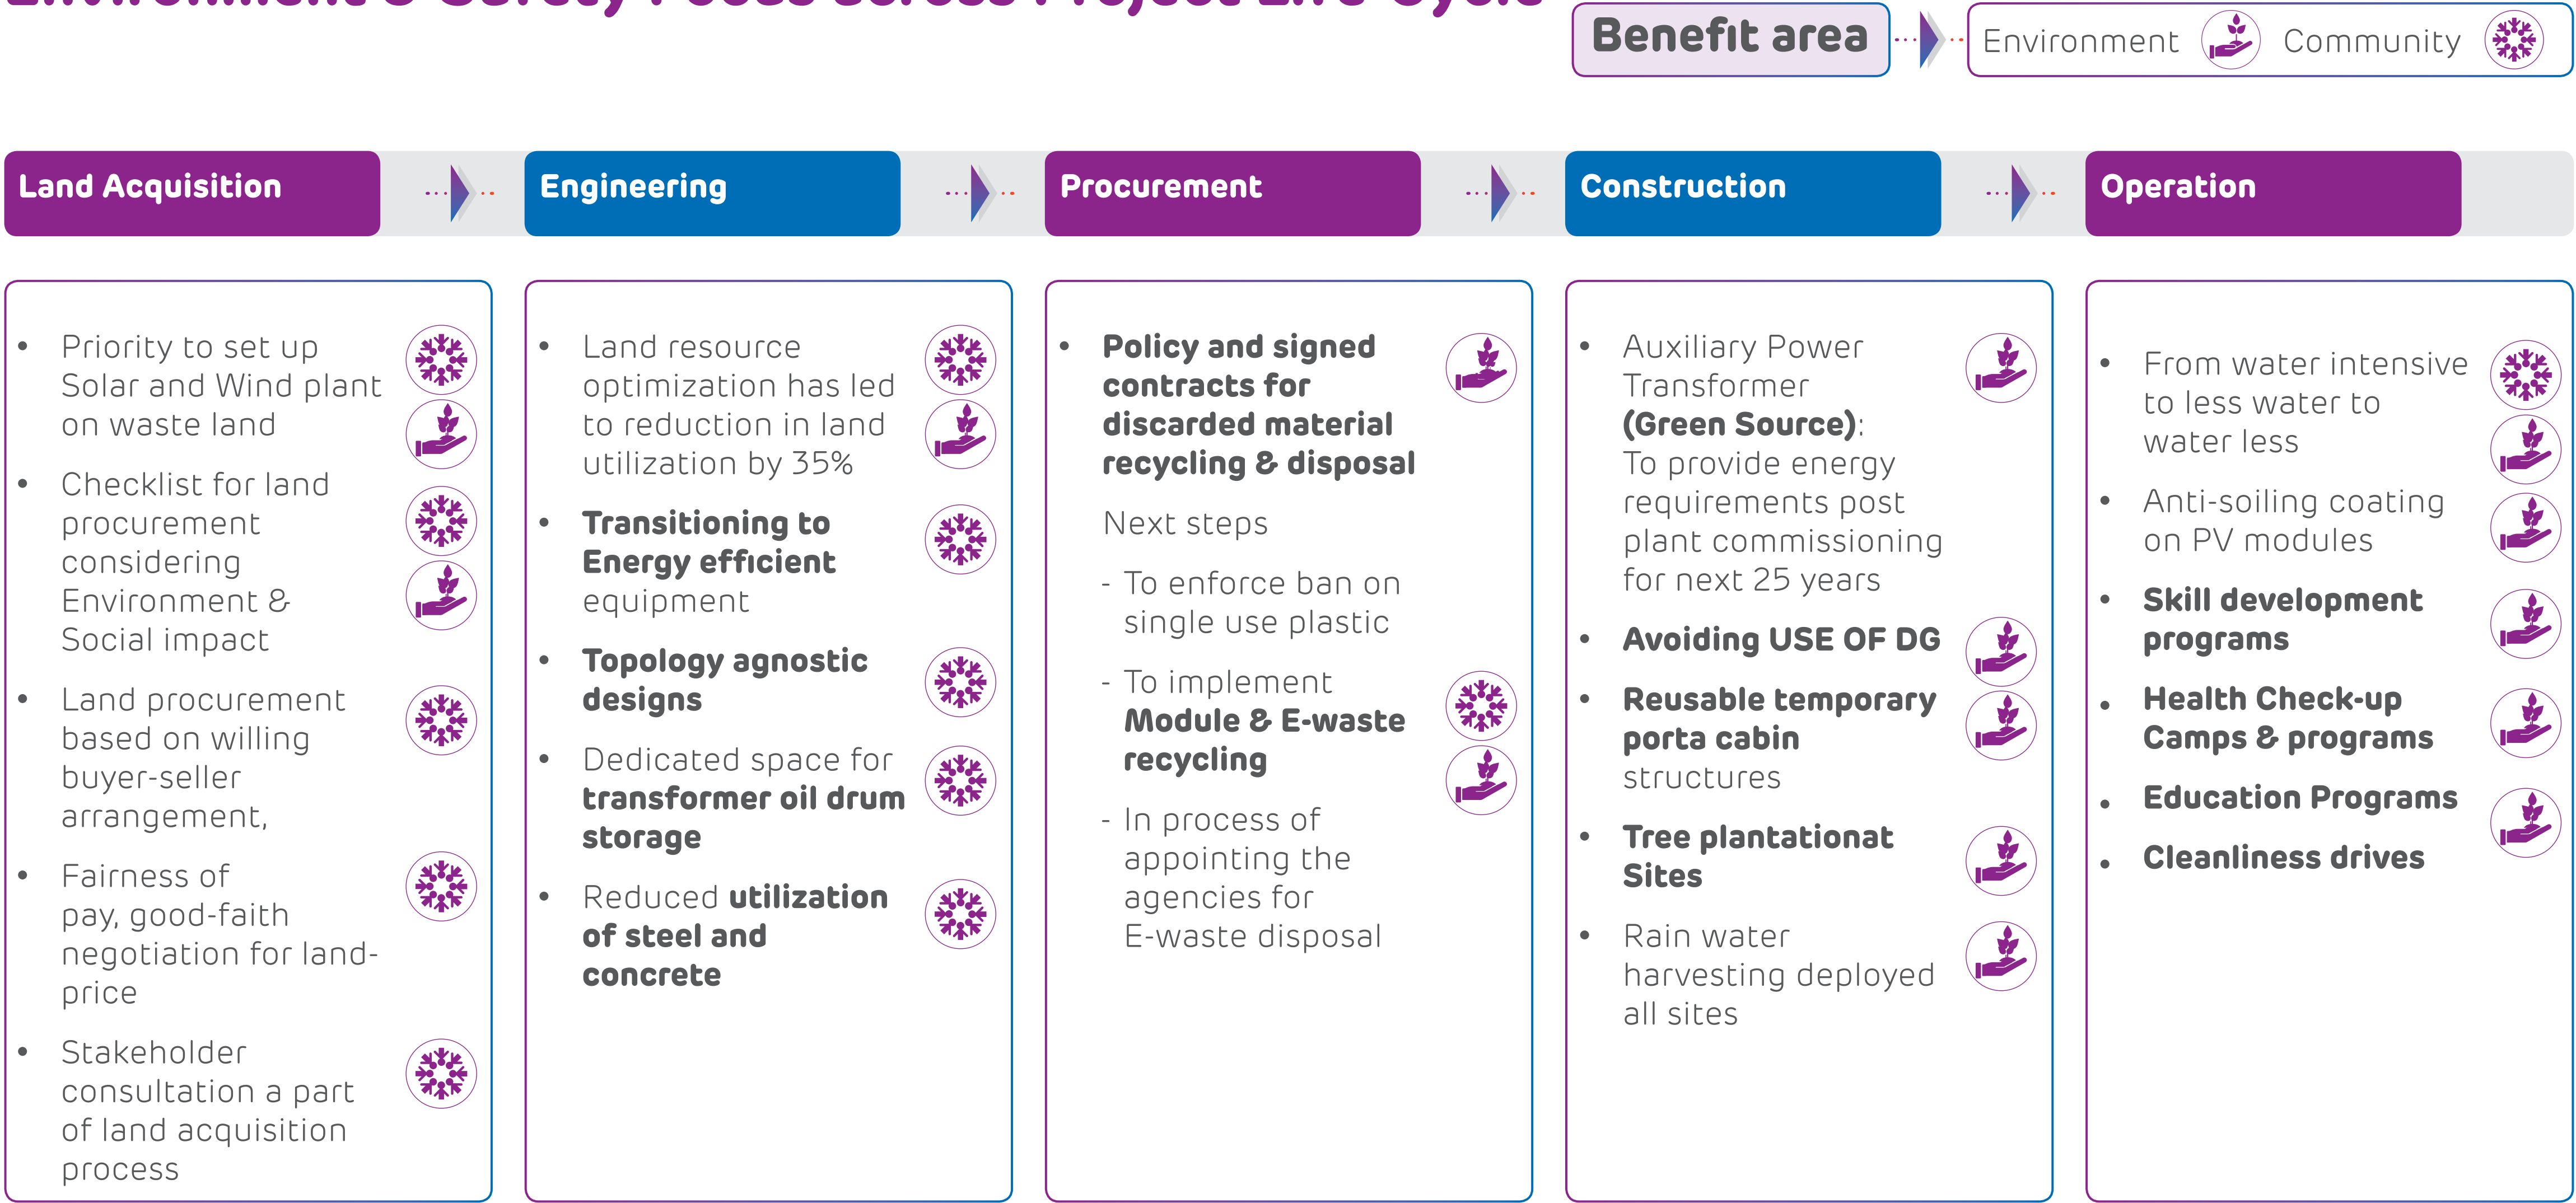 Environment & Safety Focus across Project Life Cycle
Benefit area
Environment
Community
Land Acquisition
Engineering
Procurement
Construction
Operation
• Priority to set up
Solar and Wind plant
on waste land
• Checklist for land
procurement
considering
Environment &
Social impact
• Land procurement
based on willing
buyer-seller
arrangement,
• Fairness of
pay, good-faith
negotiation for land-
price
• Stakeholder
consultation a part
of land acquisition
process
• Land resource
optimization has led
to reduction in land
utilization by 35%
• Transitioning to
Energy efficient
equipment
• Topology agnostic
designs
• Dedicated space for
transformer oil drum
storage
• Reduced utilization
of steel and
concrete
• Policy and signed
contracts for
discarded material
recycling & disposal
Next steps
- To enforce ban on
single use plastic
- To implement
Module & E-waste
recycling
- In process of
appointing the
agencies for
E-waste disposal
• Auxiliary Power
Transformer
(Green Source):
To provide energy
requirements post
plant commissioning
for next 25 years
• Avoiding USE OF DG
• Reusable temporary
porta cabin
structures
• Tree plantationat
Sites
• Rain water
harvesting deployed
all sites
• From water intensive
to less water to
water less
• Anti-soiling coating
on PV modules
• Skill development
programs
• Health Check-up
Camps & programs
• Education Programs
• Cleanliness drives